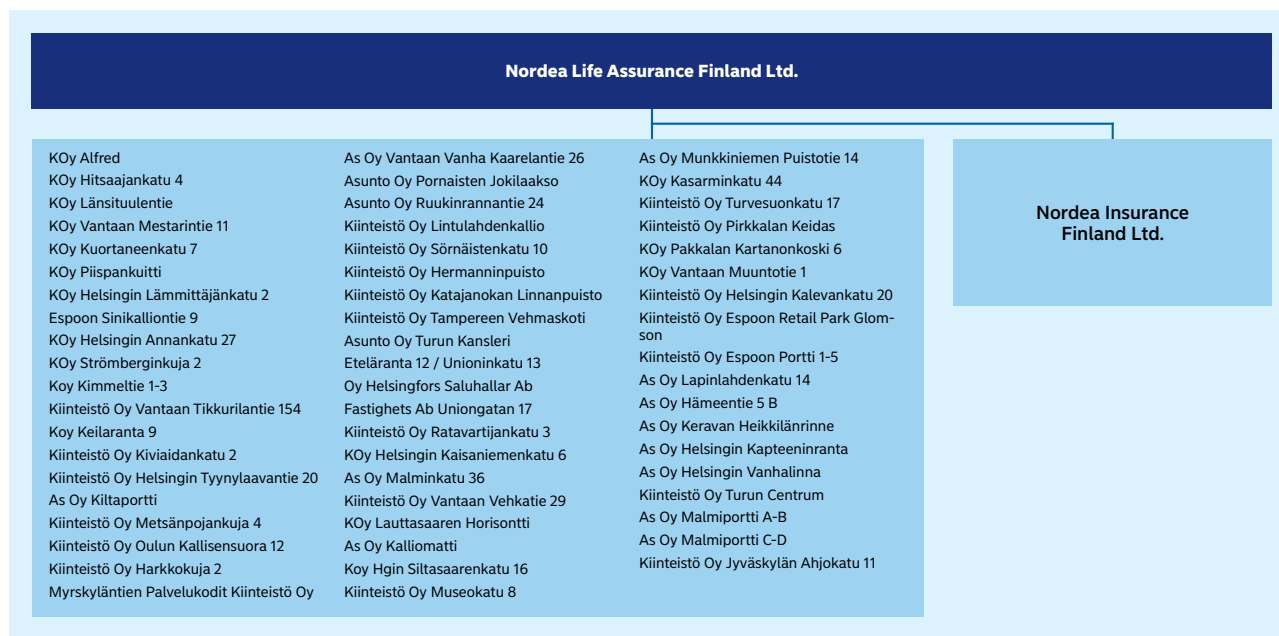 Nordea Life Assurance Finland Ltd.
KOy Alfred
KOy Hitsaajankatu 4
KOy Länsituulentie
KOy Vantaan Mestarintie 11
KOy Kuortaneenkatu 7
KOy Piispankuitti
KOy Helsingin Lämmittäjänkatu 2
Espoon Sinikalliontie 9
KOy Helsingin Annankatu 27
KOy Strömberginkuja 2
Koy Kimmeltie 1-3
Kiinteistö Oy Vantaan Tikkurilantie 154
Koy Keilaranta 9
Kiinteistö Oy Kiviaidankatu 2
Kiinteistö Oy Helsingin Tyynylaavantie 20
As Oy Kiltaportti
Kiinteistö Oy Metsänpojankuja 4
Kiinteistö Oy Oulun Kallisensuora 12
Kiinteistö Oy Harkkokuja 2
Myrskyläntien Palvelukodit Kiinteistö Oy
As Oy Vantaan Vanha Kaarelantie 26
Asunto Oy Pornaisten Jokilaakso
Asunto Oy Ruukinrannantie 24
Kiinteistö Oy Lintulahdenkallio
Kiinteistö Oy Sörnäistenkatu 10
Kiinteistö Oy Hermanninpuisto
Kiinteistö Oy Katajanokan Linnanpuisto
Kiinteistö Oy Tampereen Vehmaskoti
Asunto Oy Turun Kansleri
Eteläranta 12 / Unioninkatu 13
Oy Helsingfors Saluhallar Ab
Fastighets Ab Uniongatan 17
Kiinteistö Oy Ratavartijankatu 3
KOy Helsingin Kaisaniemenkatu 6
As Oy Malminkatu 36
Kiinteistö Oy Vantaan Vehkatie 29
KOy Lauttasaaren Horisontti
As Oy Kalliomatti
Koy Hgin Siltasaarenkatu 16
Kiinteistö Oy Museokatu 8
As Oy Munkkiniemen Puistotie 14
KOy Kasarminkatu 44
Kiinteistö Oy Turvesuonkatu 17
Kiinteistö Oy Pirkkalan Keidas
KOy Pakkalan Kartanonkoski 6
KOy Vantaan Muuntotie 1
Kiinteistö Oy Helsingin Kalevankatu 20
Kiinteistö Oy Espoon Retail Park Glom-
son
Kiinteistö Oy Espoon Portti 1-5
As Oy Lapinlahdenkatu 14
As Oy Hämeentie 5 B
As Oy Keravan Heikkilänrinne
As Oy Helsingin Kapteeninranta
As Oy Helsingin Vanhalinna
Kiinteistö Oy Turun Centrum
As Oy Malmiportti A-B
As Oy Malmiportti C-D
Kiinteistö Oy Jyväskylän Ahjokatu 11
Nordea Insurance
Finland Ltd.